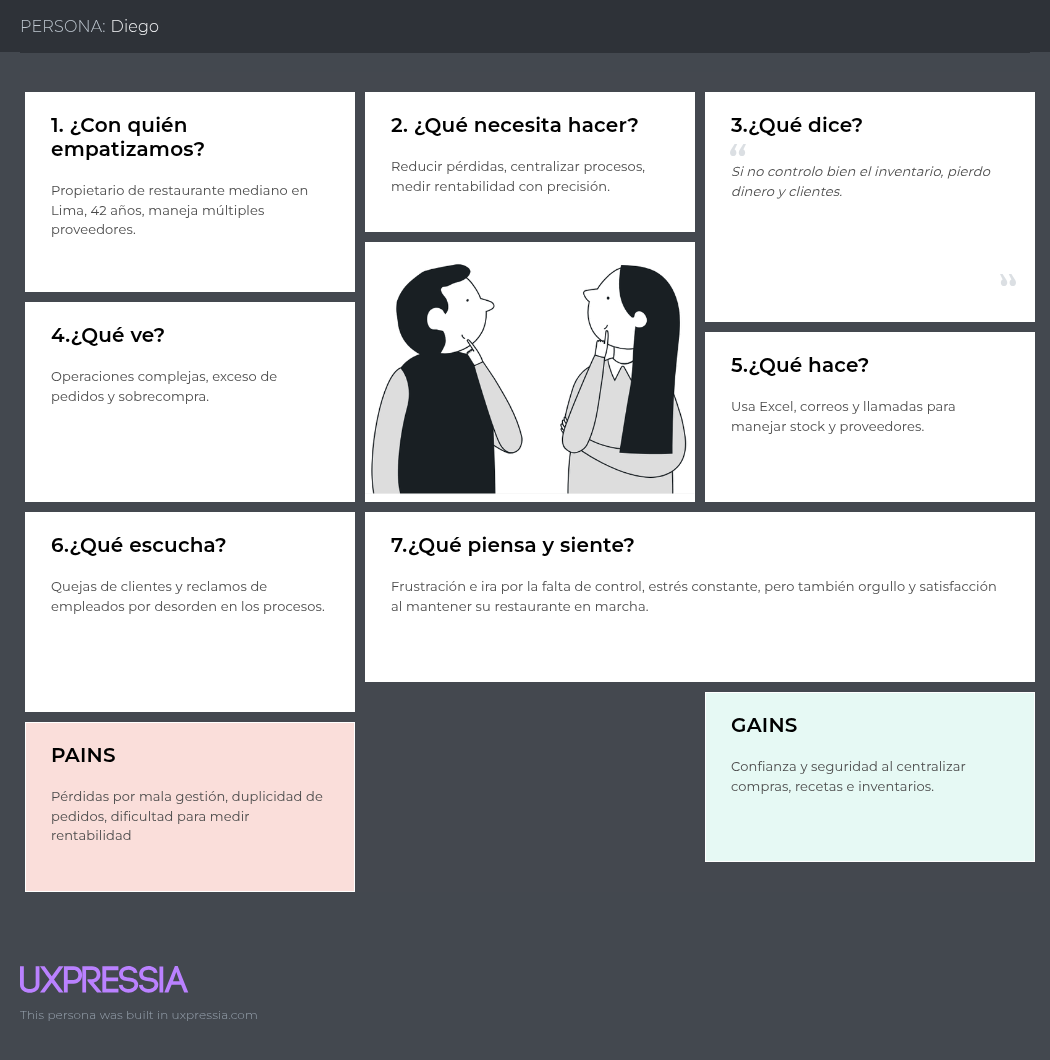 PERSONA: Diego
1. ¿Con quién
empatizamos?
Propietario de restaurante mediano en
Lima, 42 años, maneja múltiples
proveedores.
2. ¿Qué necesita hacer?
Reducir pérdidas, centralizar procesos,
medir rentabilidad con precisión.
3.¿Qué dice?
“
Si no controlo bien el inventario, pierdo
dinero y clientes.
”
4.¿Qué ve?
Operaciones complejas, exceso de
pedidos y sobrecompra.
5.¿Qué hace?
Usa Excel, correos y llamadas para
manejar stock y proveedores.
6.¿Qué escucha?
Quejas de clientes y reclamos de
empleados por desorden en los procesos.
7.¿Qué piensa y siente?
Frustración e ira por la falta de control, estrés constante, pero también orgullo y satisfacción
al mantener su restaurante en marcha.
PAINS
Pérdidas por mala gestión, duplicidad de
pedidos, dificultad para medir
rentabilidad
GAINS
Confianza y seguridad al centralizar
compras, recetas e inventarios.
UXPRESSIA
This persona was built in uxpressia.com